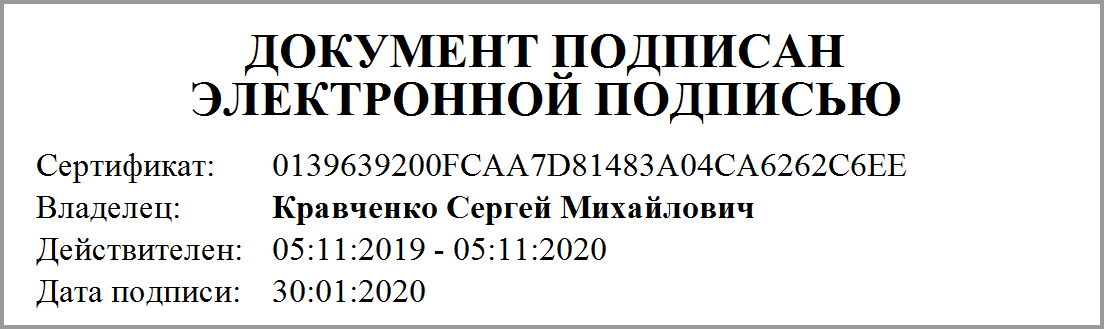 ДОКУМЕНТ ПОДПИСАН
ЭЛЕКТРОННОЙ ПОДПИСЬЮ
Сертификат: 0139639200FCAA7D81483A04CA6262C6EE
Владелец: Кравченко Сергей Михайлович
Действителен: 05:11:2019 - 05:11:2020
Дата подписи: 30:01:2020